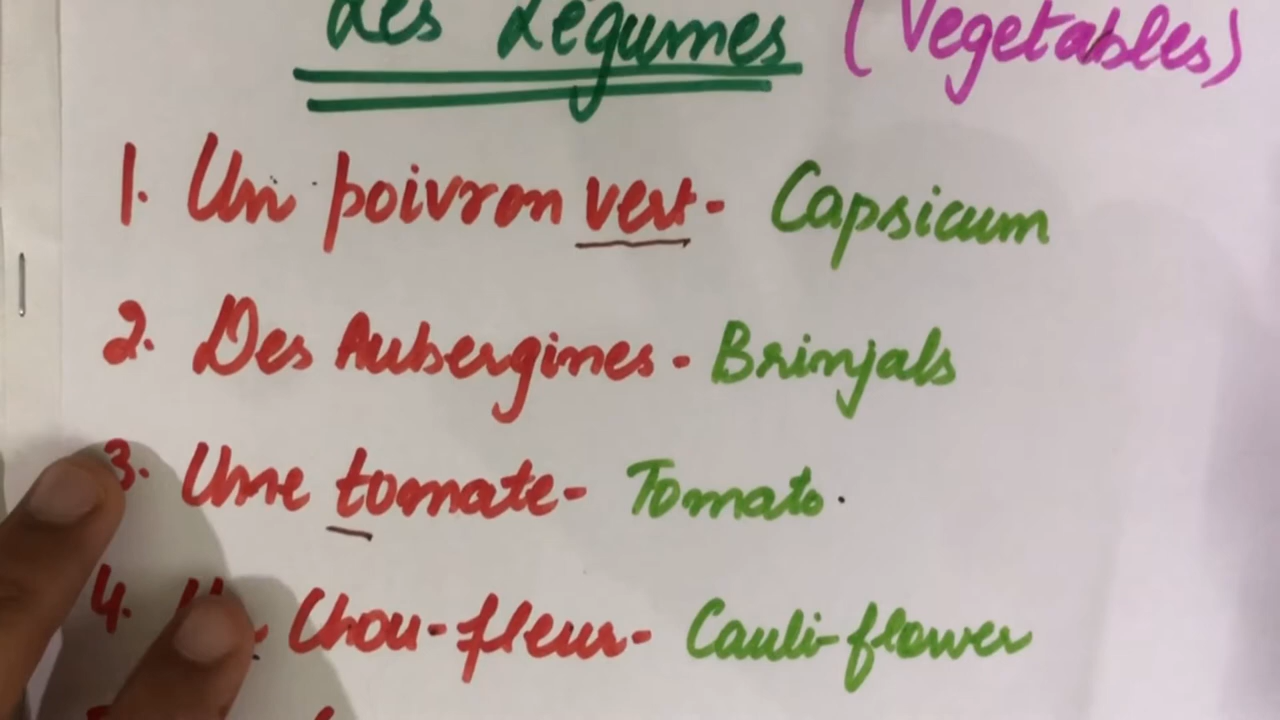 Les Légumes (Vegetables)
1. Un poivron vert - Capsicum
2. Des Aubergines - Brinjals
3. Une tomate - Tomato.
4. Chou-fleur - Cauli-flower